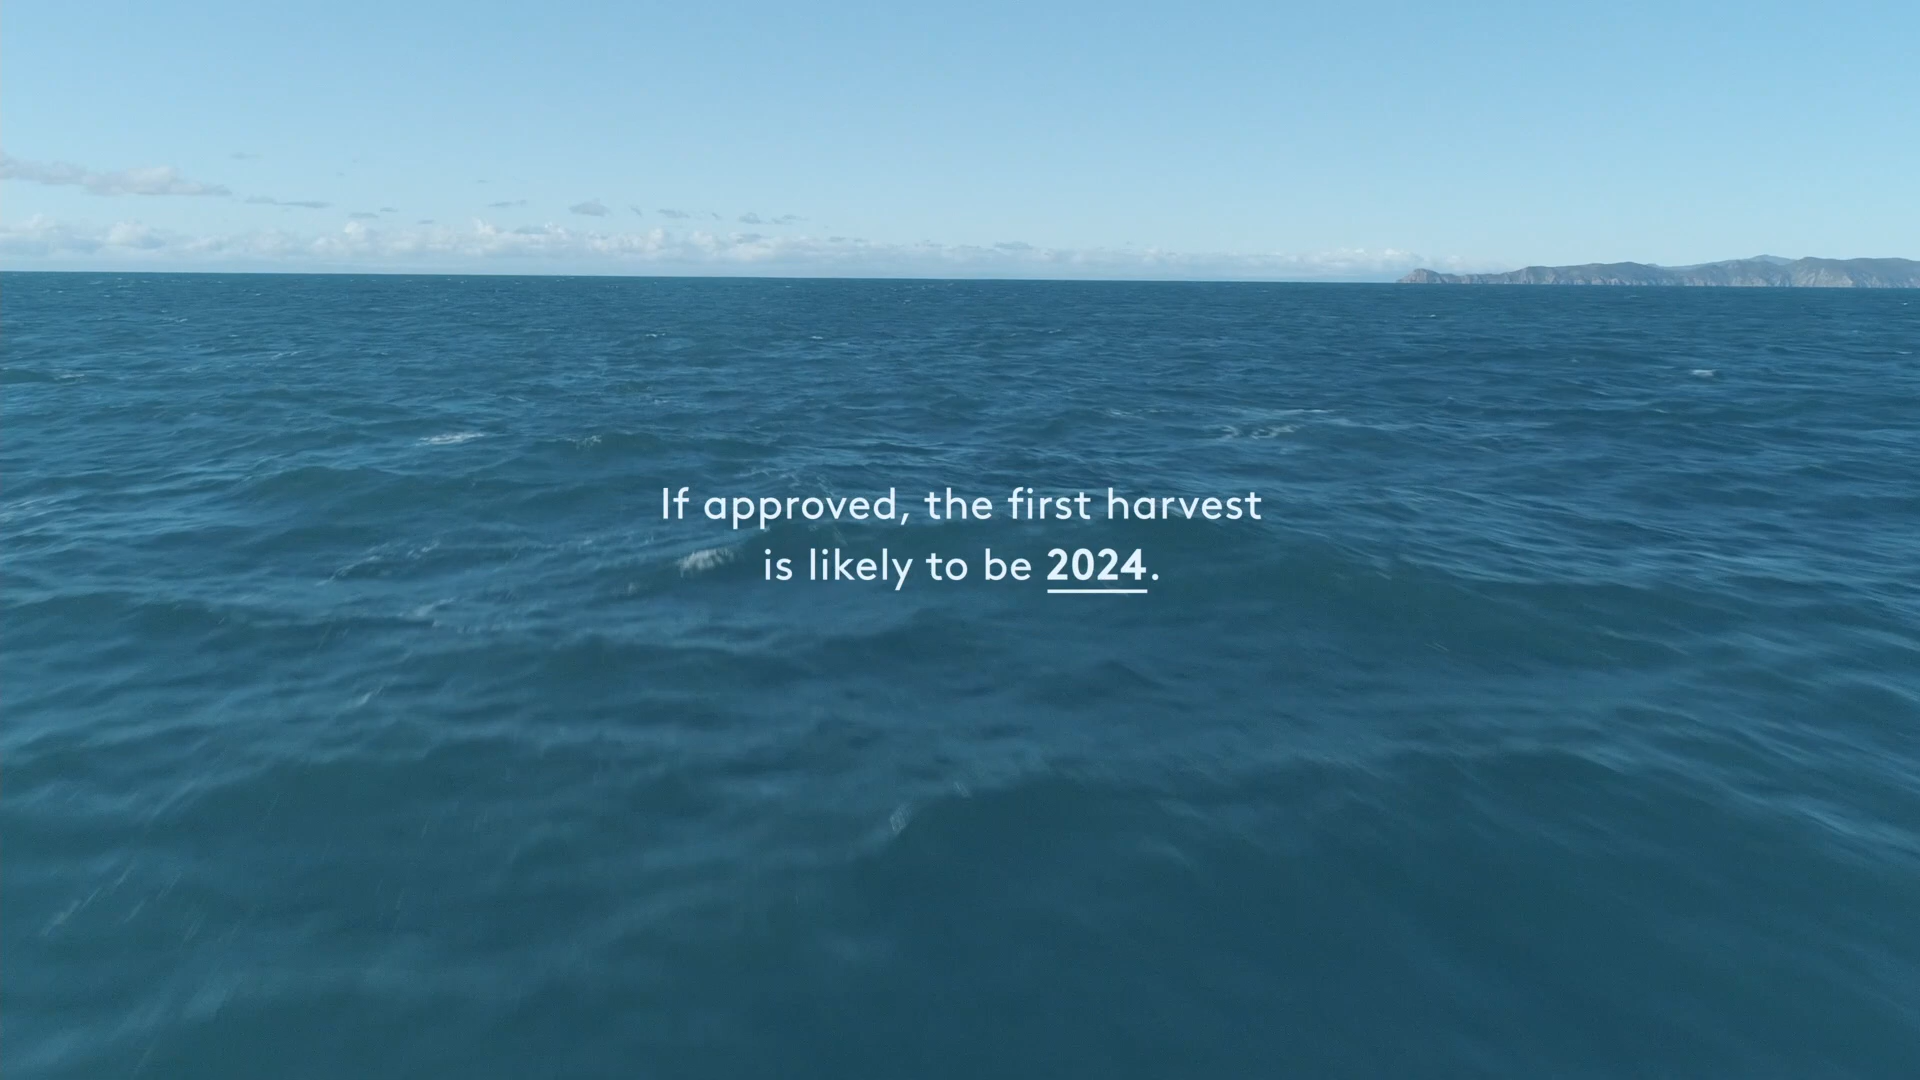 If approved, the first harvest
is likely to be 2024.